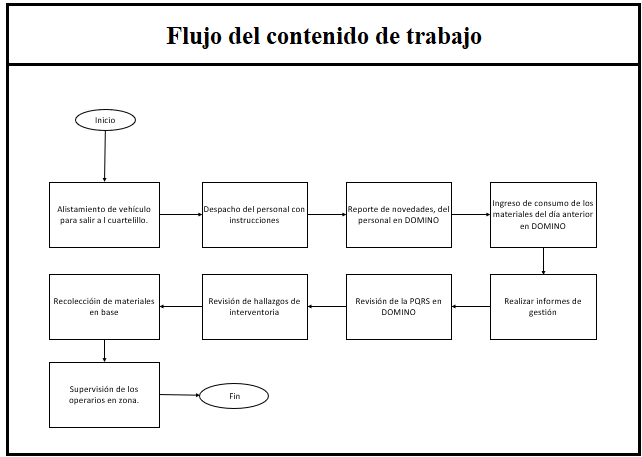 Flujo del contenido de trabajo
Inicio
Alistamiento de vehículo
para salir a l cuartelillo.
Despacho del personal con
instrucciones
Reporte de novedades, del
personal en DOMINO
Ingreso de consumo de los
materiales del día anterior
en DOMINO
Recoleccióin de materiales
en base
Revisión de hallazgos de
interventoria
Revisión de la PQRS en
DOMINO
Realizar informes de
gestión
Supervisión de los
operarios en zona.
Fin